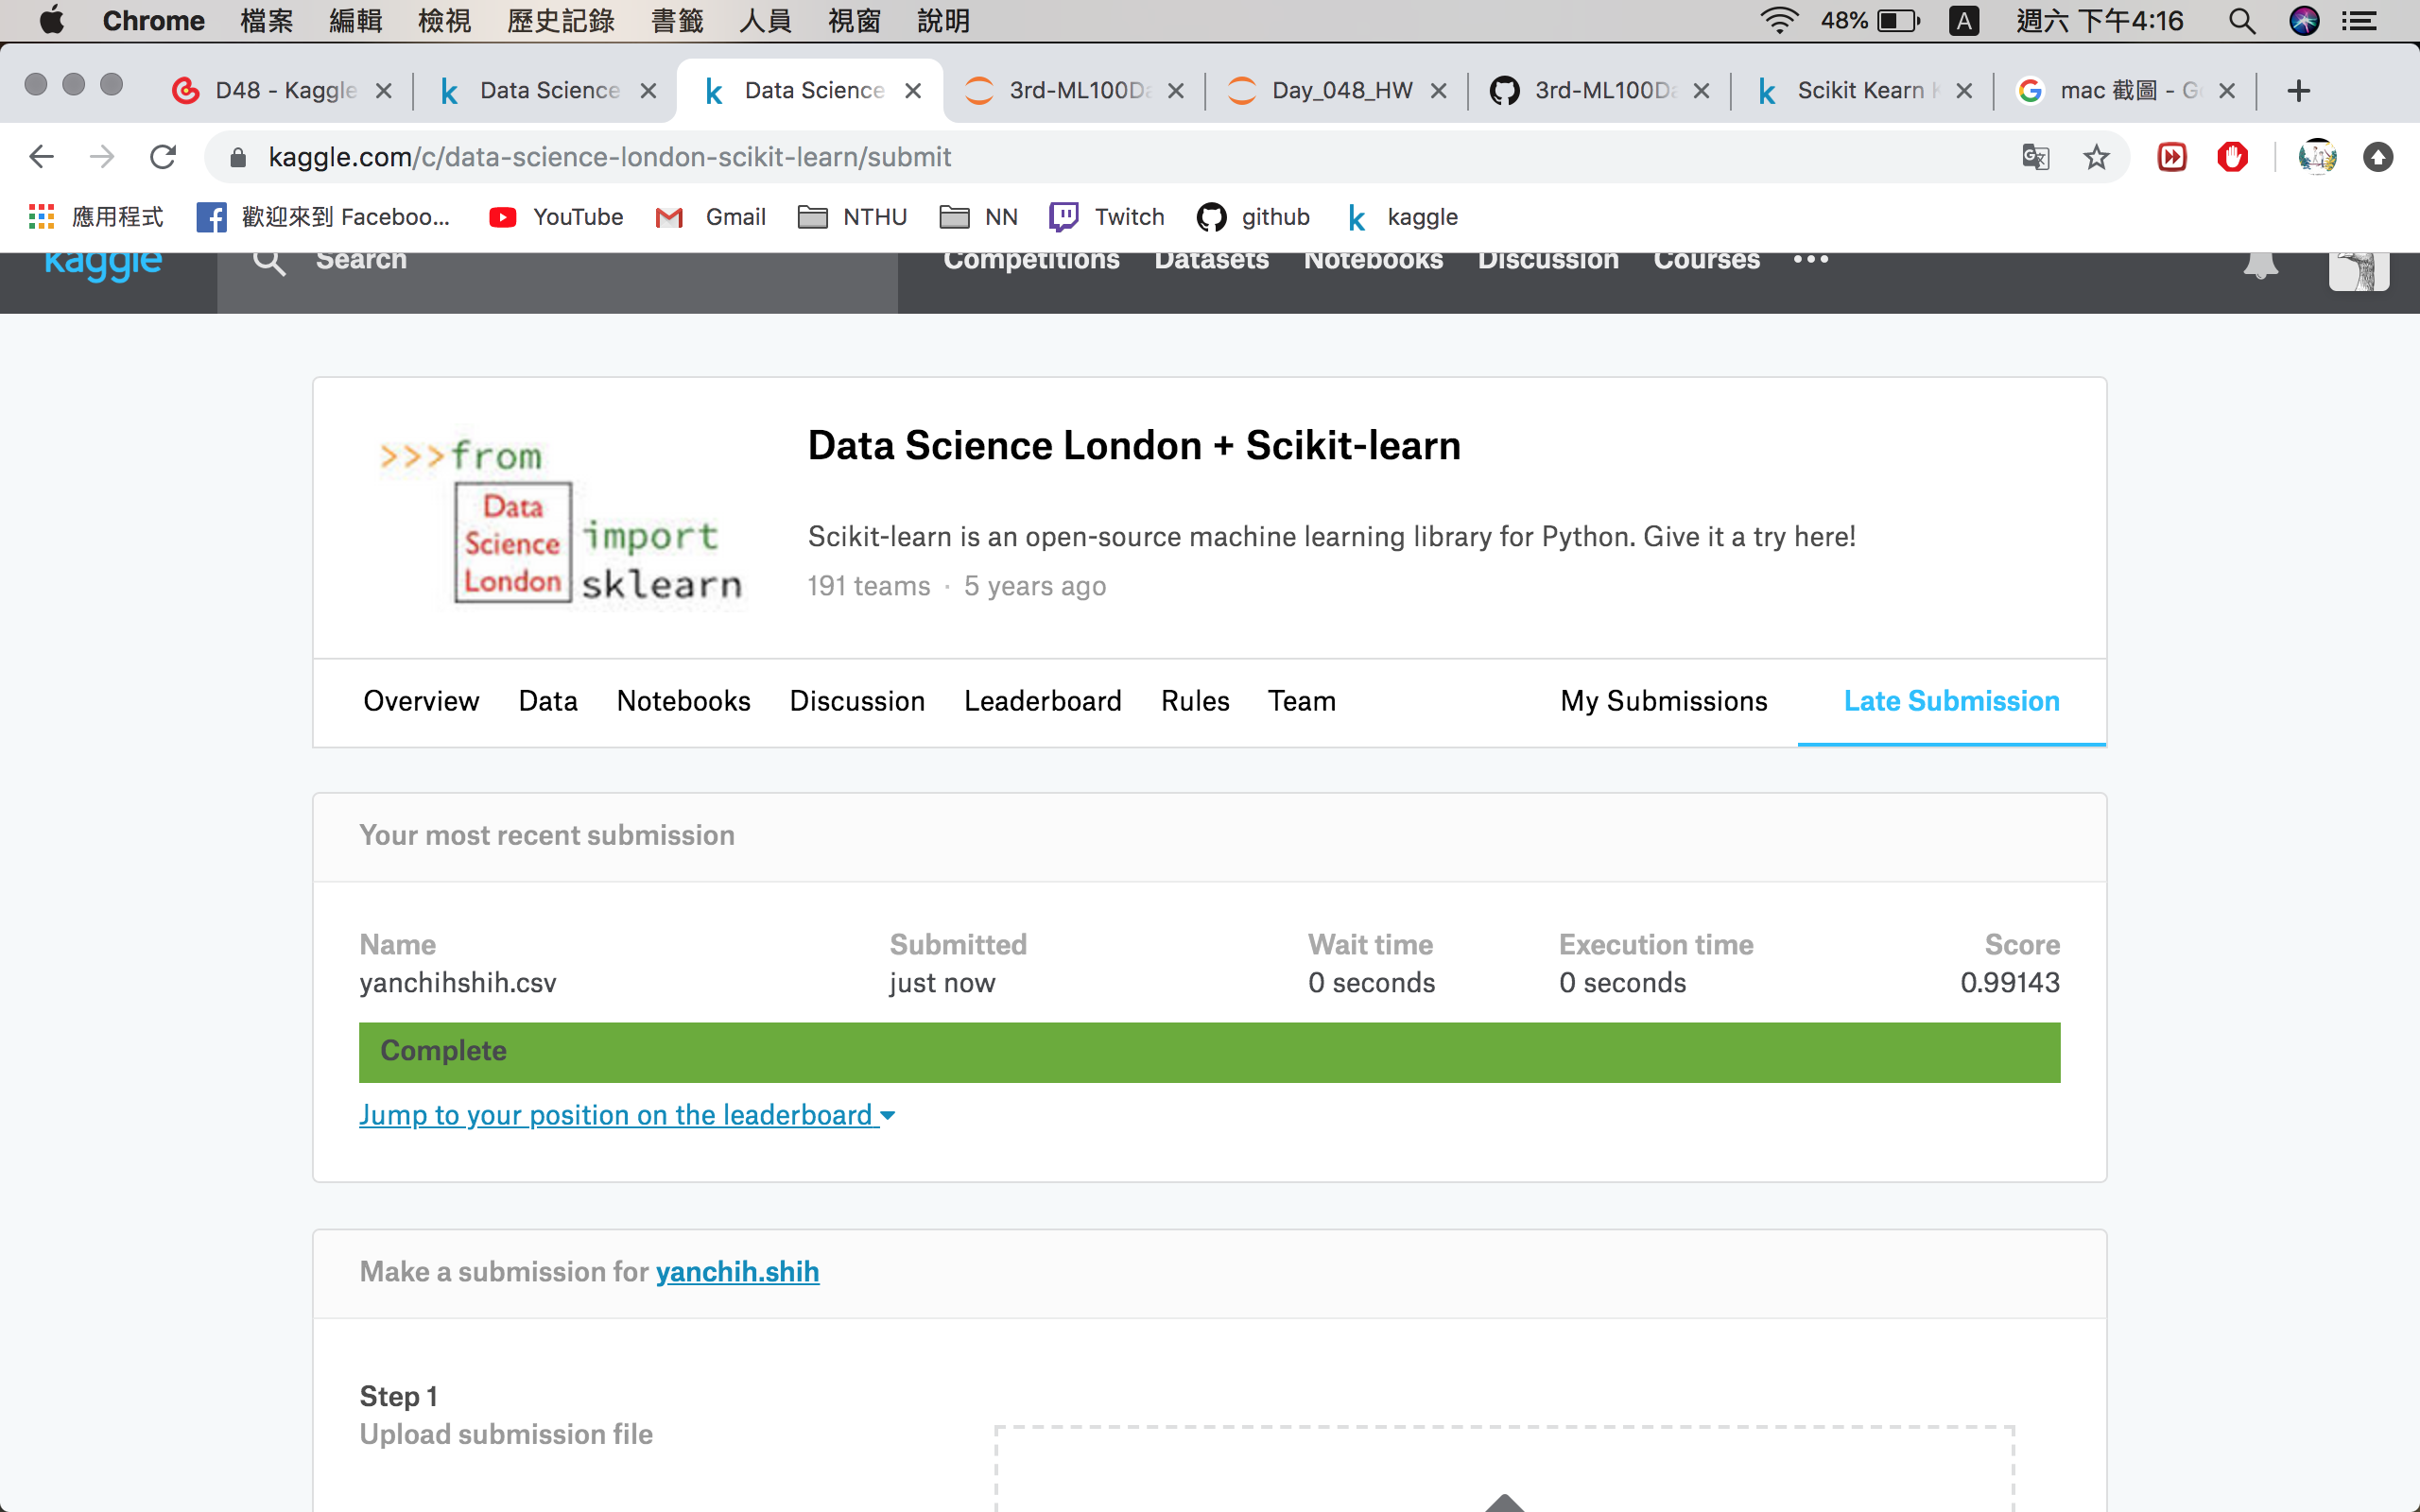 Chrome 檔案 編輯 檢視 歷史記錄 書籤 人員 視窗 說明 48% A 週六 下午4:16
D48 - Kaggle Data Science Data Science 3rd-ML100Da Day_048_HW 3rd-ML100Da Scikit Kearn K mac 截圖 - Go
kaggle.com/c/data-science-london-scikit-learn/submit
應用程式 歡迎來到 Faceboo... YouTube Gmail NTHU NN Twitch github kaggle
kaggle Search Competitions Datasets Notebooks Discussion Courses
>>>from
Data
Science
London
import
sklearn
Data Science London + Scikit-learn
Scikit-learn is an open-source machine learning library for Python. Give it a try here!
191 teams · 5 years ago
Overview Data Notebooks Discussion Leaderboard Rules Team My Submissions Late Submission
Your most recent submission
Name Submitted Wait time Execution time Score
yanchihshih.csv just now 0 seconds 0 seconds 0.99143
Complete
Jump to your position on the leaderboard
Make a submission for yanchih.shih
Step 1
Upload submission file